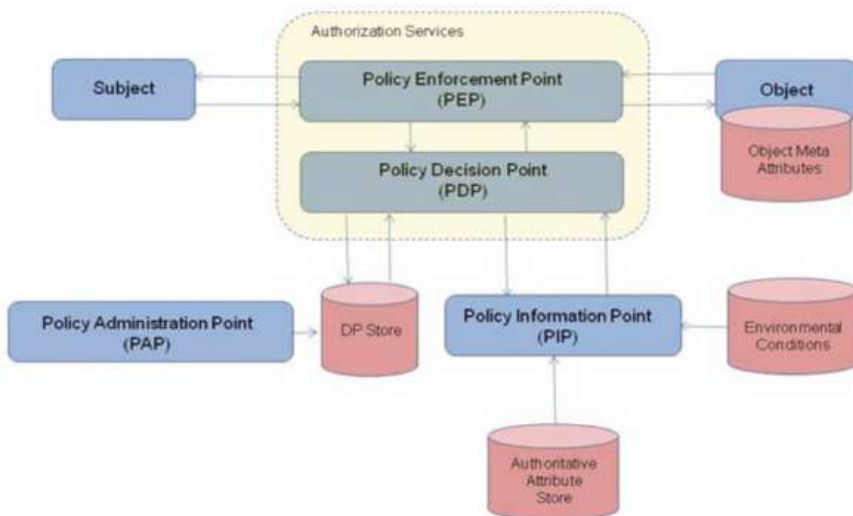 Authorization Services
Subject
Policy Enforcement Point
(PEP)
Object
Object Meta
Attributes
Policy Decision Point
(PDP)
Policy Administration Point
(PAP)
DP Store
Policy Information Point
(PIP)
Environmental
Conditions
Authoritative
Attribute
Store